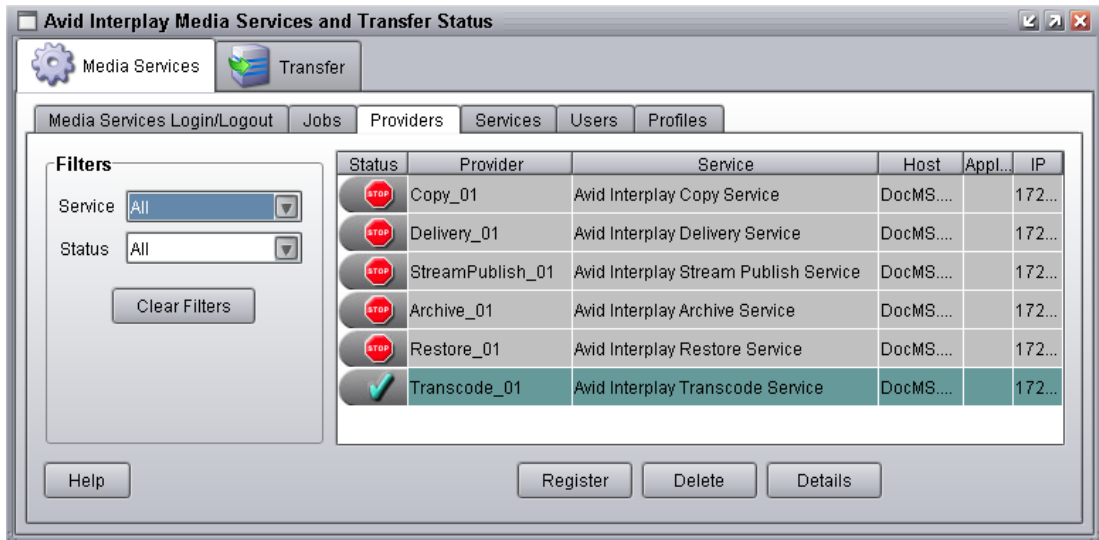 Avid Interplay Media Services and Transfer Status
Media Services Transfer
Media Services Login/Logout Jobs Providers Services Users Profiles
Filters
Service All
Status All
Clear Filters
Status Provider Service Host Appl... IP
STOP Copy_01 Avid Interplay Copy Service DocMS.... 172...
STOP Delivery_01 Avid Interplay Delivery Service DocMS.... 172...
STOP StreamPublish_01 Avid Interplay Stream Publish Service DocMS.... 172...
STOP Archive_01 Avid Interplay Archive Service DocMS.... 172...
STOP Restore_01 Avid Interplay Restore Service DocMS.... 172...
Transcode_01 Avid Interplay Transcode Service DocMS.... 172...
Help Register Delete Details